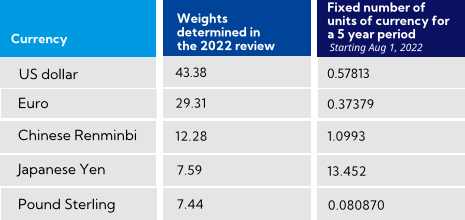 Currency
Weights
determined in
the 2022 review
Fixed number of
units of currency for
a 5 year period
Starting Aug 1, 2022
US dollar 43.38 0.57813
Euro 29.31 0.37379
Chinese Renminbi 12.28 1.0993
Japanese Yen 7.59 13.452
Pound Sterling 7.44 0.080870